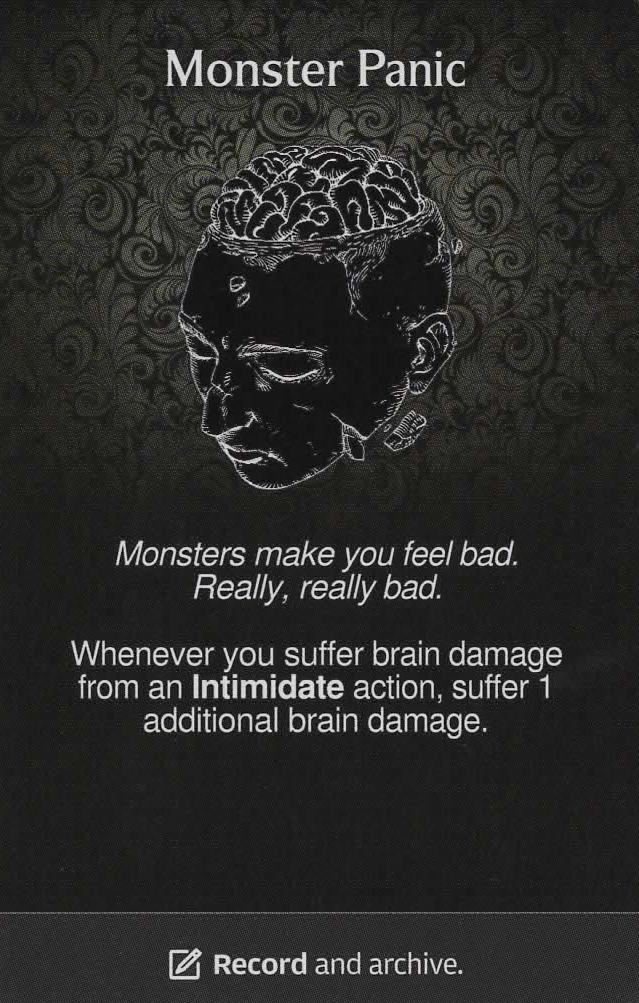 Monster Panic
Monsters make you feel bad.
Really, really bad.
Whenever you suffer brain damage
from an Intimidate action, suffer 1
additional brain damage.
Record and archive.